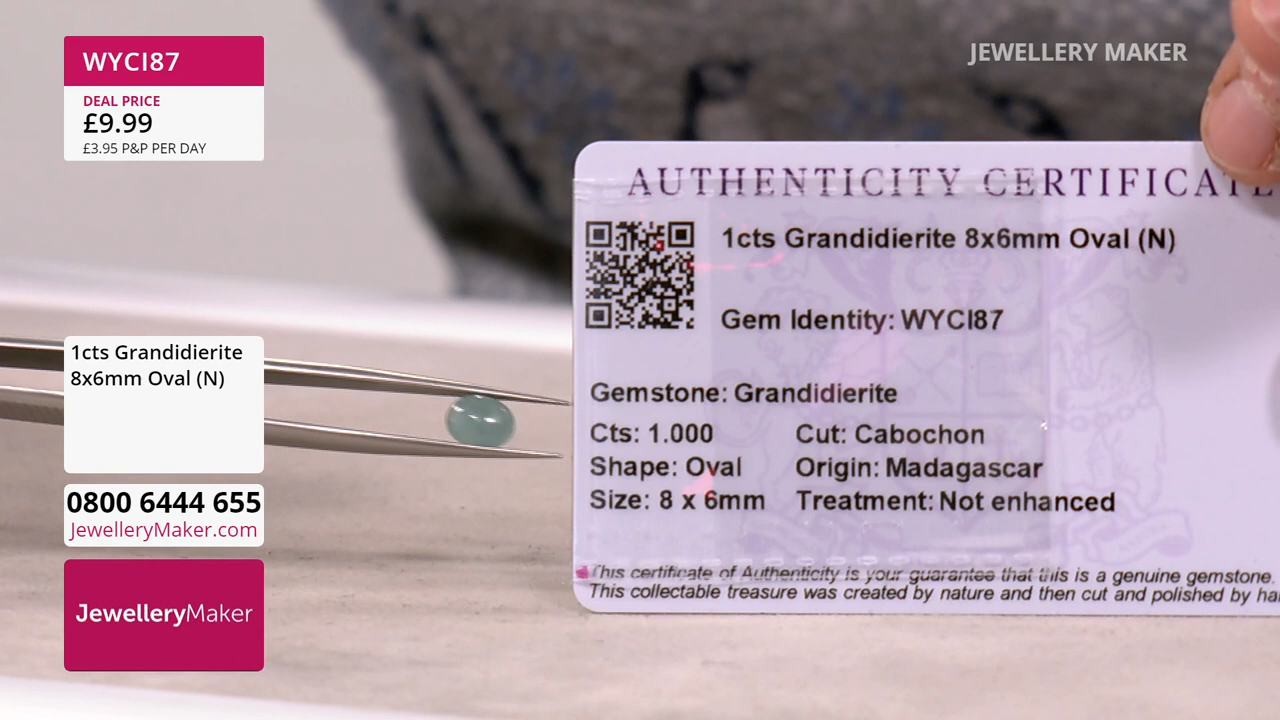 WYCI87
DEAL PRICE
£9.99
£3.95 P&P PER DAY
JEWELLERY MAKER
AUTHENTICITY CERTIFICATE
1cts Grandidierite 8x6mm Oval (N)
Gem Identity: WYCI87
Gemstone: Grandidierite
Cts: 1.000 Cut: Cabochon
Shape: Oval Origin: Madagascar
Size: 8 x 6mm Treatment: Not enhanced
This certificate of Authenticity is your guarantee that this is a genuine gemstone.
This collectable treasure was created by nature and then cut and polished by
1cts Grandidierite
8x6mm Oval (N)
0800 6444 655
JewelleryMaker.com
JewelleryMaker